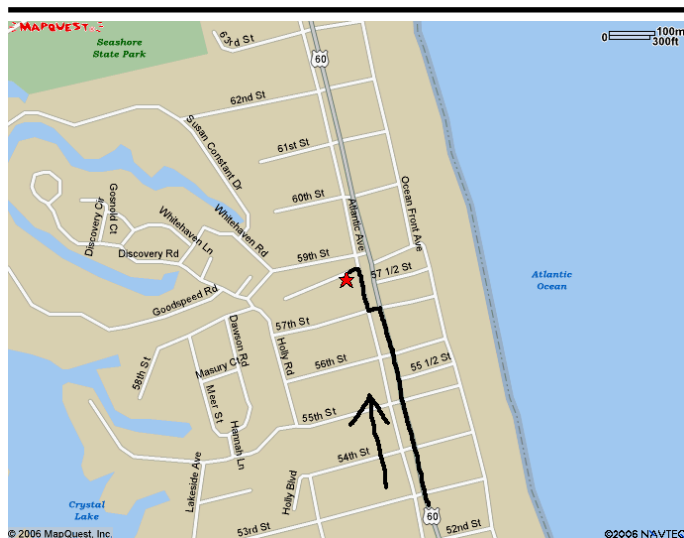 MAPQUEST
Seashore
State Park
63rd St
60
0 100m
300ft
62nd St
Susan Constant Dr
61st St
60th St
Ocean Front Ave
Atlantic Ave
Gosnold Ct
Discovery Cir
Whitehaven Ln
Whitehaven Rd
Discovery Rd
59th St
57 1/2 St
Atlantic
Ocean
Goodspeed Rd
57th St
Dawson Rd
Holly Rd
58th St
Masury Ct
56th St
55 1/2 St
Meer St
Hannah Ln
55th St
Lakeside Ave
54th St
Holly Blvd
Crystal
Lake
60
53rd St
52nd St
© 2006 MapQuest, Inc.
©2006 NAVTEQ